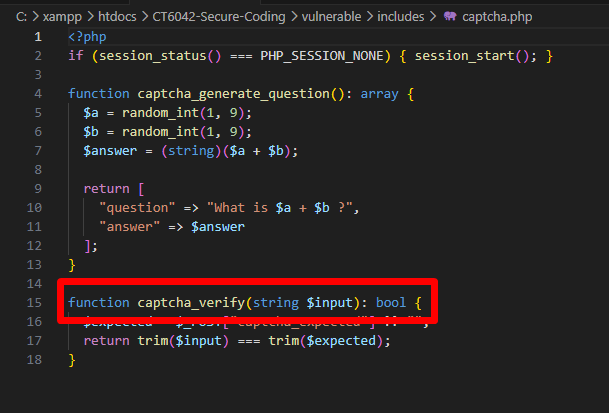 C: > xampp > htdocs > CT6042-Secure-Coding > vulnerable > includes > captcha.php
1 <?php
2 if (session_status() === PHP_SESSION_NONE) { session_start(); }
3
4 function captcha_generate_question(): array {
5 $a = random_int(1, 9);
6 $b = random_int(1, 9);
7 $answer = (string)($a + $b);
8
9 return [
10 "question" => "What is $a + $b ?",
11 "answer" => $answer
12 ];
13 }
14
15 function captcha_verify(string $input): bool {
16
17 return trim($input) === trim($expected);
18 }